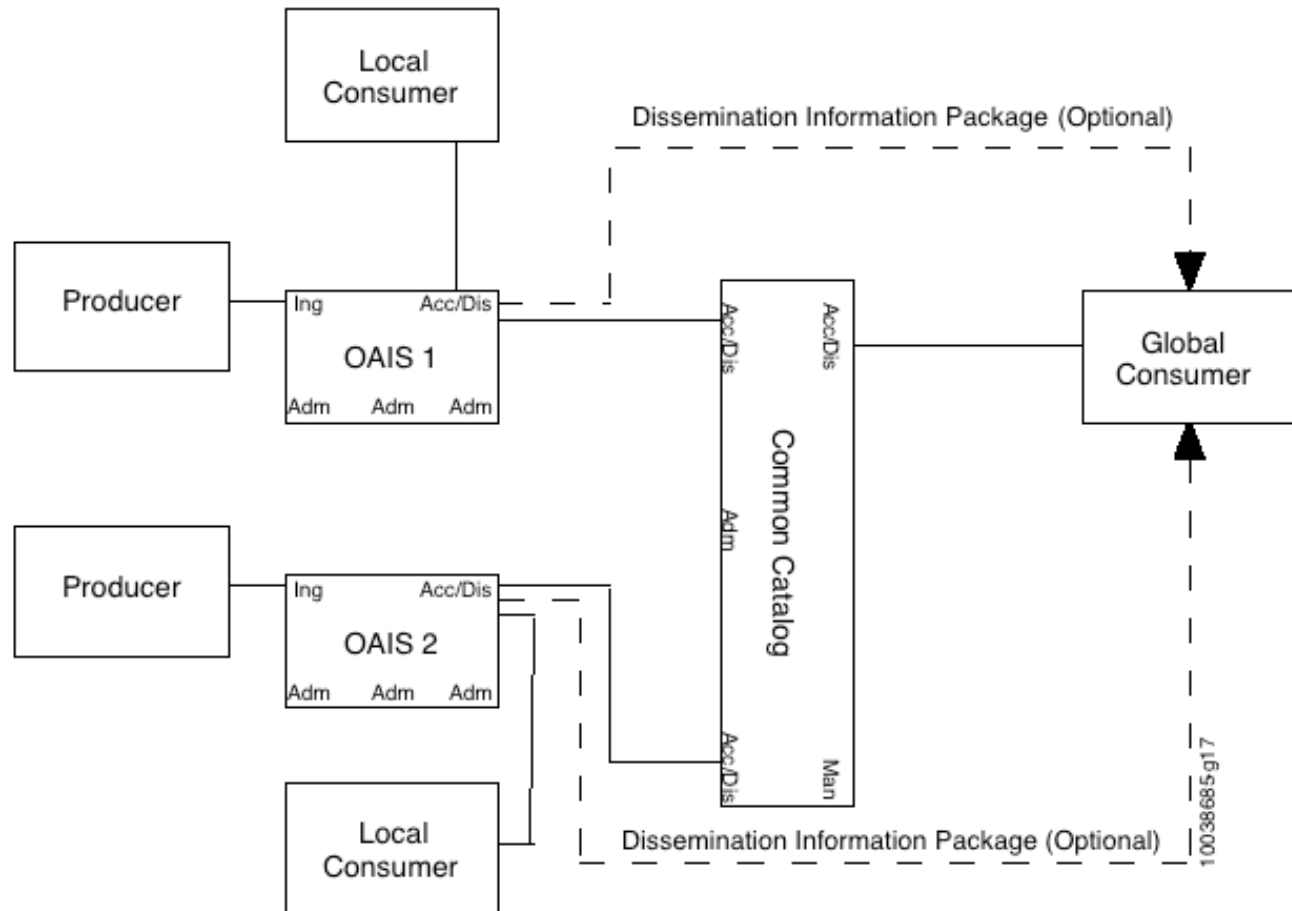 Local
Consumer
Dissemination Information Package (Optional)
Producer
Ing
Acc/Dis
OAIS 1
Adm
Adm
Adm
Acc/Dis
Acc/Dis
Global
Consumer
Common Catalog
Adm
Producer
Ing
Acc/Dis
OAIS 2
Adm
Adm
Adm
Acc/Dis
Man
Local
Consumer
Dissemination Information Package (Optional)
10038685-g17